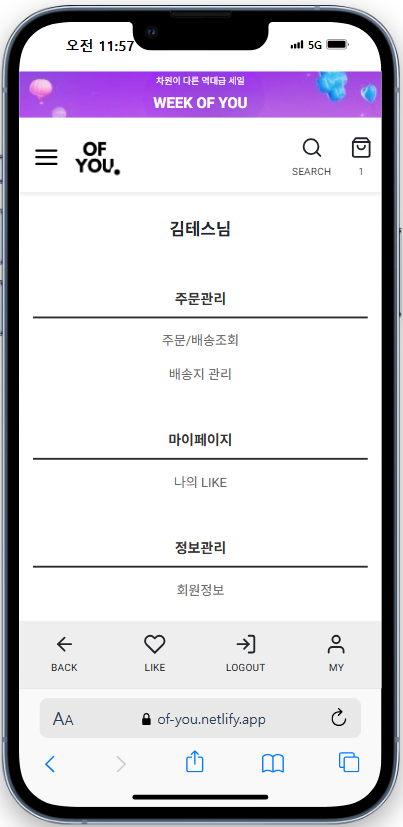 오전 11:57
5G
차원이 다른 역대급 세일
WEEK OF YOU
OF
YOU.
SEARCH
1
김테스님
주문관리
주문/배송조회
배송지 관리
마이페이지
나의 LIKE
정보관리
회원정보
BACK
LIKE
LOGOUT
MY
AA
of-you.netlify.app